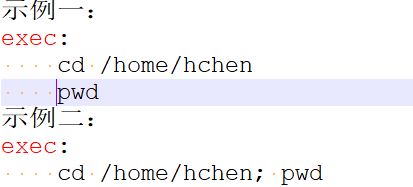 示例一：
exec:
    cd /home/hchen
    pwd
示例二：
exec:
    cd /home/hchen; pwd